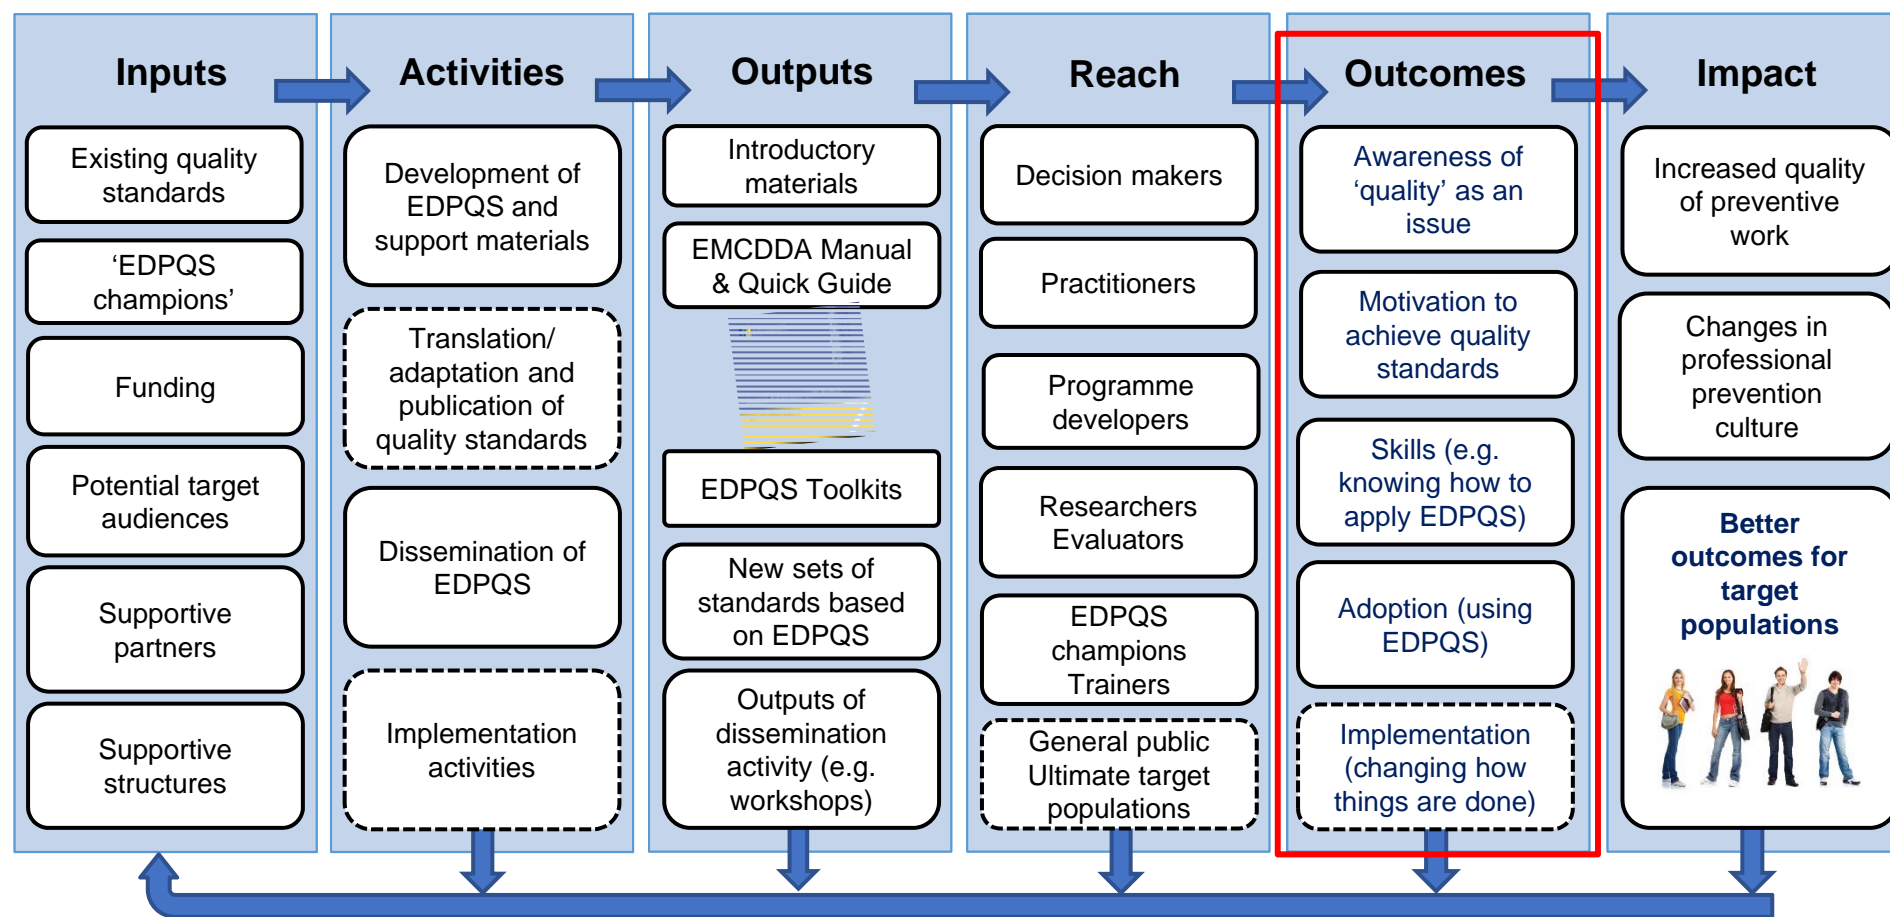 Inputs
Existing quality
standards
‘EDPQS
champions’
Funding
Potential target
audiences
Supportive
partners
Supportive
structures
Activities
Development of
EDPQS and
support materials
Translation/
adaptation and
publication of
quality standards
Dissemination of
EDPQS
Implementation
activities
Outputs
Introductory
materials
EMCDDA Manual
& Quick Guide
EDPQS Toolkits
New sets of
standards based
on EDPQS
Outputs of
dissemination
activity (e.g.
workshops)
Reach
Decision makers
Practitioners
Programme
developers
Researchers
Evaluators
EDPQS
champions
Trainers
General public
Ultimate target
populations
Outcomes
Awareness of
‘quality’ as an
issue
Motivation to
achieve quality
standards
Skills (e.g.
knowing how to
apply EDPQS)
Adoption (using
EDPQS)
Implementation
(changing how
things are done)
Impact
Increased quality
of preventive
work
Changes in
professional
prevention
culture
Better
outcomes for
target
populations